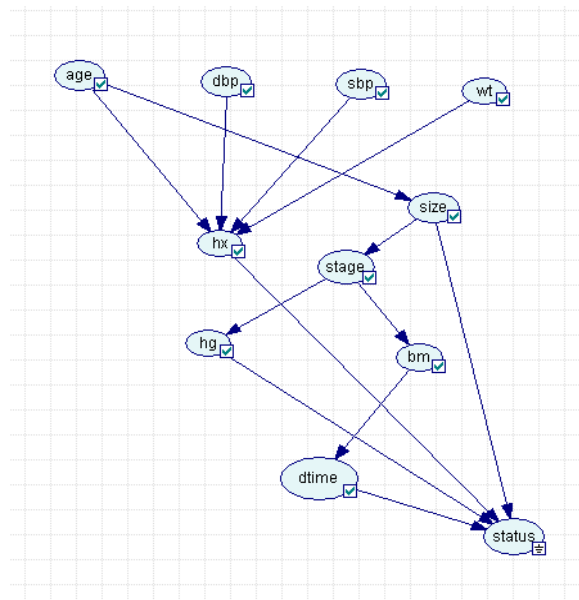 age
dbp
sbp
wt
size
hx
stage
hg
bm
dtime
status